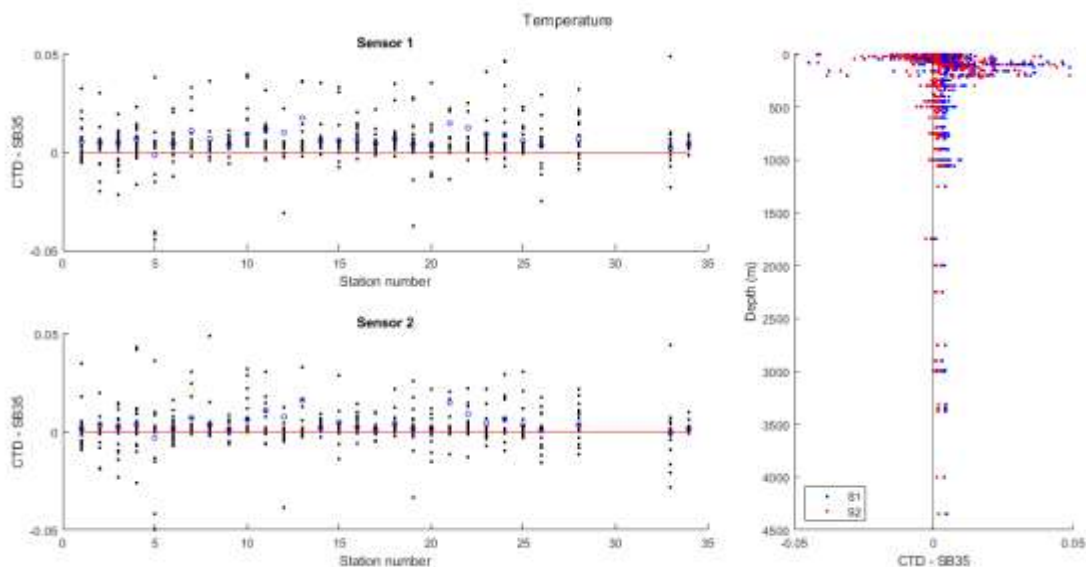 Temperature
Sensor 1
0.05
0
-0.05
CTD - SB35
0 5 10 15 20 25 30 35
Station number
Sensor 2
0.05
0
-0.05
CTD - SB35
0 5 10 15 20 25 30 35
Station number
0
500
1000
1500
2000
2500
3000
3500
4000
4500
Depth (m)
S1
S2
-0.05 0 0.05
CTD - SB35